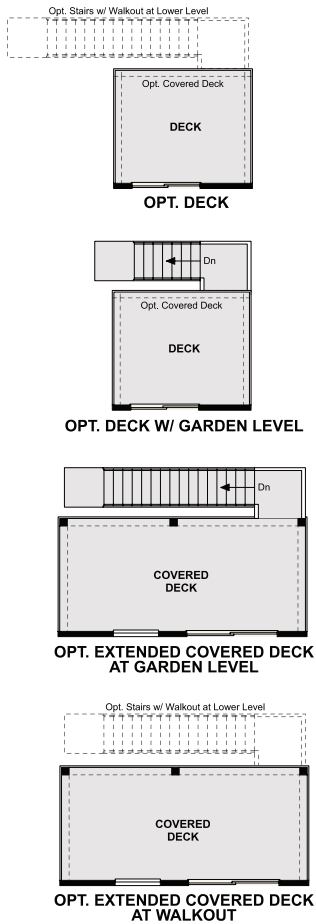 Opt. Stairs w/ Walkout at Lower Level
Opt. Covered Deck
DECK
OPT. DECK
Dn
Opt. Covered Deck
DECK
OPT. DECK W/ GARDEN LEVEL
Dn
COVERED
DECK
OPT. EXTENDED COVERED DECK
AT GARDEN LEVEL
Opt. Stairs w/ Walkout at Lower Level
COVERED
DECK
OPT. EXTENDED COVERED DECK
AT WALKOUT